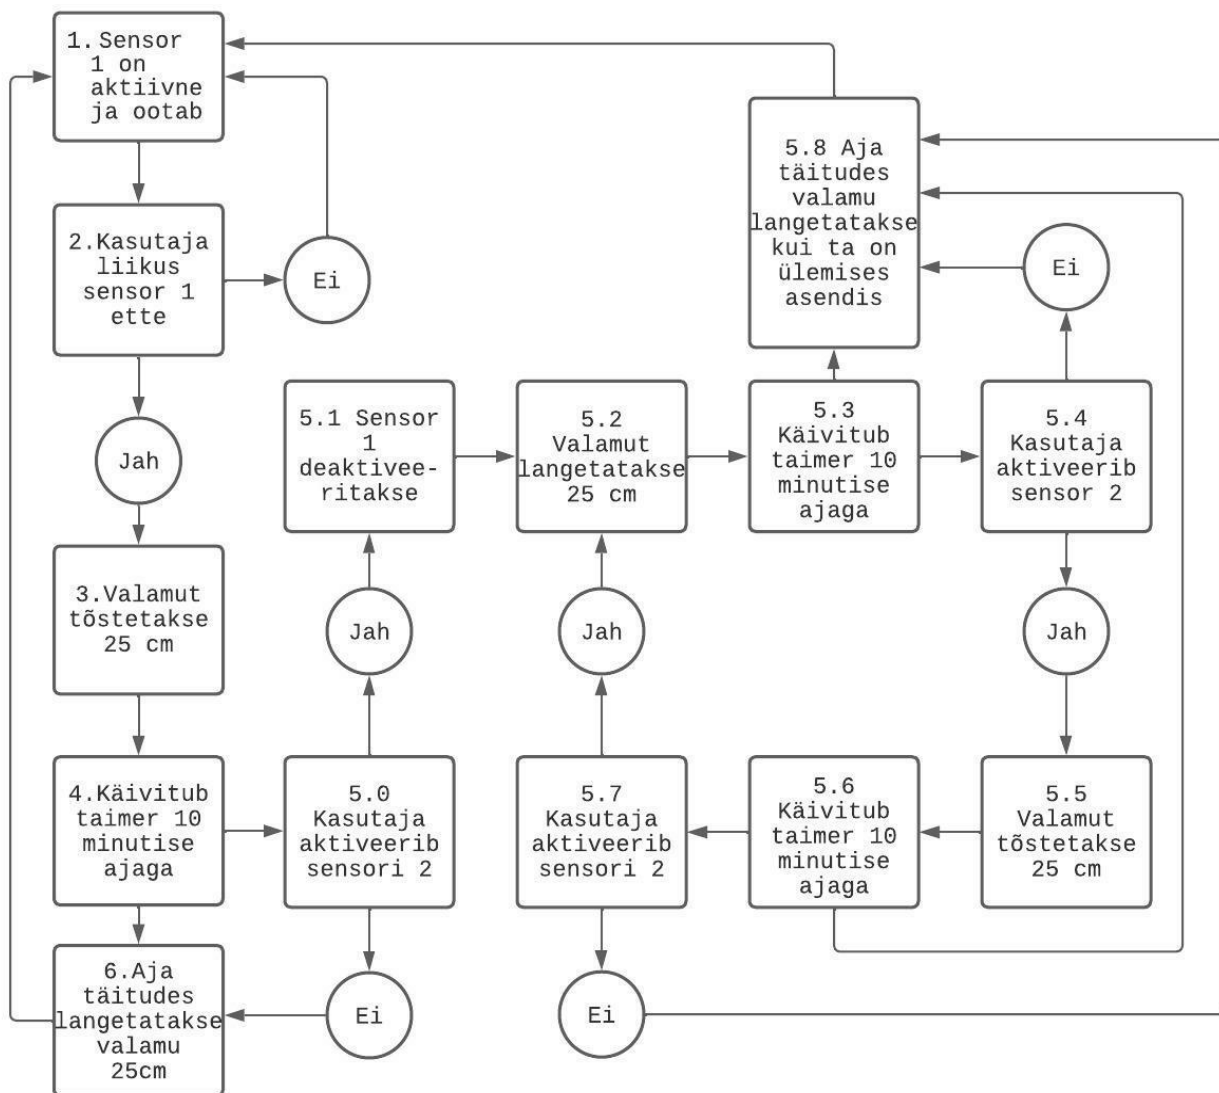 1. Sensor
1 on
aktiivne
ja ootab
2.Kasutaja
liikus
sensor 1
ette
Ei
Jah
3.Valamut
tõstetakse
25 cm
4.Käivitub
taimer 10
minutise
ajaga
5.0
Kasutaja
aktiveerib
sensori 2
Jah
5.1 Sensor
1
deaktivee-
ritakse
5.2
Valamut
langetatakse
25 cm
5.3
Käivitub
taimer 10
minutise
ajaga
5.4
Kasutaja
aktiveerib
sensor 2
Ei
Jah
5.5
Valamut
tõstetakse
25 cm
5.6
Käivitub
taimer 10
minutise
ajaga
5.7
Kasutaja
aktiveerib
sensori 2
Jah
Ei
5.8 Aja
täitudes
valamu
langetatakse
kui ta on
ülemises
asendis
Ei
6.Aja
täitudes
langetatakse
valamu
25cm